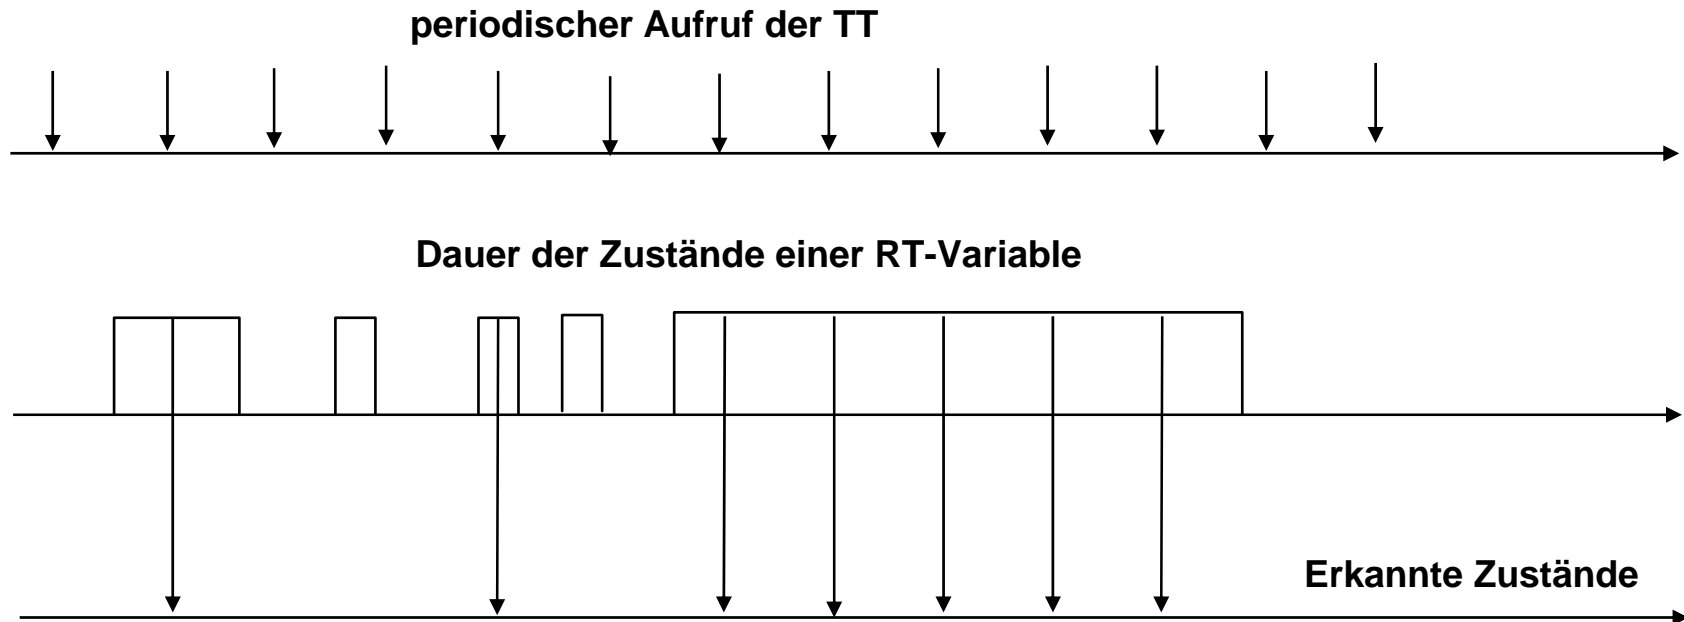 periodischer Aufruf der TT
Dauer der Zustände einer RT-Variable
Erkannte Zustände